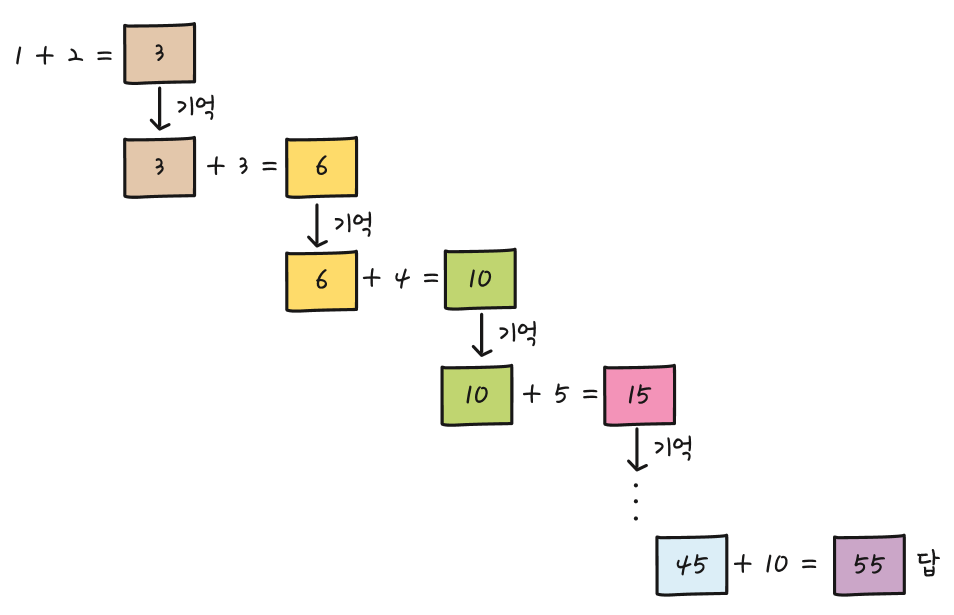 1 + 2 = 3
기억
3 + 3 = 6
기억
6 + 4 = 10
기억
10 + 5 = 15
기억
⋮
45 + 10 = 55 답